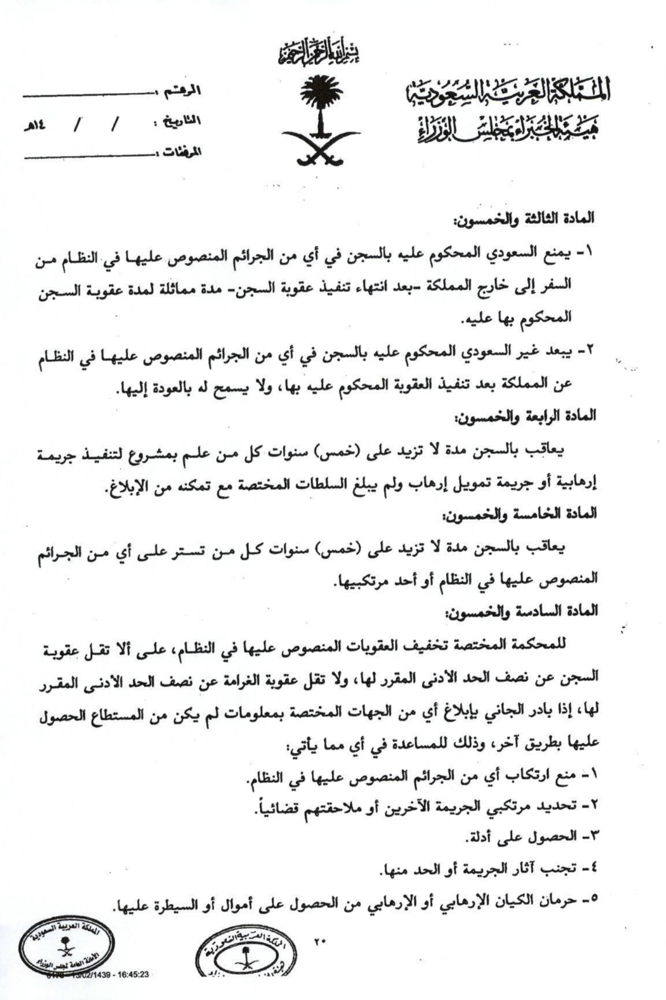 بسم الله الرحمن الرحيم
المملكة العربية السعودية
هيئة الخبراء بمجلس الوزراء
الرقم :
التاريخ : / / ١٤هـ
المرفقات :
المادة الثالثة والخمسون:
١- يمنع السعودي المحكوم عليه بالسجن في أي من الجرائم المنصوص عليها في النظام من
السفر إلى خارج المملكة -بعد انتهاء تنفيذ عقوبة السجن- مدة مماثلة لمدة عقوبة السجن
المحكوم بها عليه.
٢- يبعد غير السعودي المحكوم عليه بالسجن في أي من الجرائم المنصوص عليها في النظام
عن المملكة بعد تنفيذ العقوبة المحكوم عليه بها، ولا يسمح له بالعودة إليها.
المادة الرابعة والخمسون:
يعاقب بالسجن مدة لا تزيد على (خمس) سنوات كل من علم بمشروع لتنفيذ جريمة
إرهابية أو جريمة تمويل إرهاب ولم يبلغ السلطات المختصة مع تمكنه من الإبلاغ.
المادة الخامسة والخمسون:
يعاقب بالسجن مدة لا تزيد على (خمس) سنوات كل من تستر على أي من الجرائم
المنصوص عليها في النظام أو أحد مرتكبيها.
المادة السادسة والخمسون:
للمحكمة المختصة تخفيف العقوبات المنصوص عليها في النظام، على ألا تقل عقوبة
السجن عن نصف الحد الأدنى المقرر لها، ولا تقل عقوبة الغرامة عن نصف الحد الأدنى المقرر
لها، إذا بادر الجاني بإبلاغ أي من الجهات المختصة بمعلومات لم يكن من المستطاع الحصول
عليها بطريق آخر، وذلك للمساعدة في أي مما يأتي:
١- منع ارتكاب أي من الجرائم المنصوص عليها في النظام.
٢- تحديد مرتكبي الجريمة الآخرين أو ملاحقتهم قضائياً.
٣- الحصول على أدلة.
٤- تجنب آثار الجريمة أو الحد منها.
٥- حرمان الكيان الإرهابي أو الإرهابي من الحصول على أموال أو السيطرة عليها.
٢٠
المملكة العربية السعودية
المملكة العربية السعودية
الأمانة العامة لمجلس الوزراء
13/02/1439 - 16:45:23